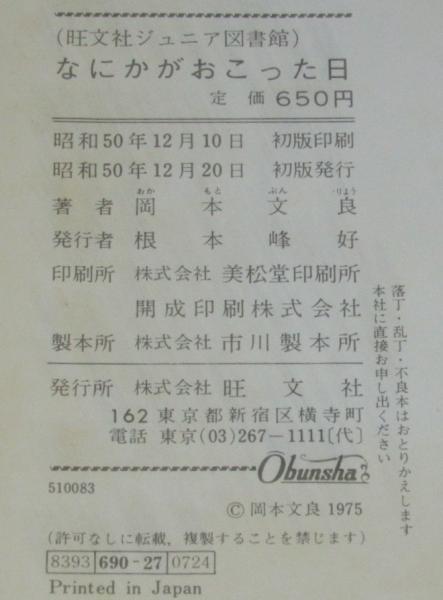 (旺文社ジュニア図書館)
なにかがおこった日
定価 650円
昭和50年12月10日 初版印刷
昭和50年12月20日 初版発行
おか もと ぶん りょう
著者 岡本文良
発行者 根本峰好
印刷所 株式会社 美松堂印刷所
開成印刷株式会社
製本所 株式会社 市川製本所
発行所 株式会社 旺文社
162 東京都新宿区横寺町
電話 東京(03)267-1111〔代〕
落丁・乱丁・不良本はおとりかえします
本社に直接お申し出ください
Obunsha
510083
© 岡本文良 1975
(許可なしに転載, 複製することを禁じます)
8393 690-27 0724
Printed in Japan